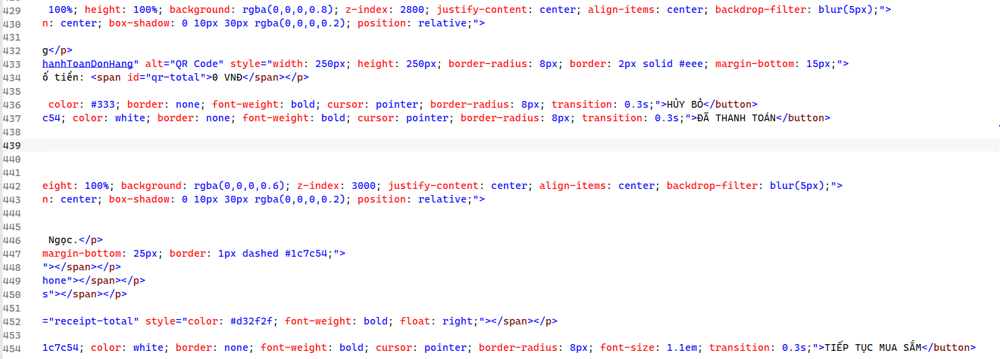 429 100%; height: 100%; background: rgba(0,0,0,0.8); z-index: 2800; justify-content: center; align-items: center; backdrop-filter: blur(5px);">
430 n: center; box-shadow: 0 10px 30px rgba(0,0,0,0.2); position: relative;">
431
432 g</p>
433 hanhToanDonHang" alt="QR Code" style="width: 250px; height: 250px; border-radius: 8px; border: 2px solid #eee; margin-bottom: 15px;">
434 ố tiền: <span id="qr-total">0 VNĐ</span></p>
435
436 color: #333; border: none; font-weight: bold; cursor: pointer; border-radius: 8px; transition: 0.3s;">HỦY BỎ</button>
437 c54; color: white; border: none; font-weight: bold; cursor: pointer; border-radius: 8px; transition: 0.3s;">ĐÃ THANH TOÁN</button>
438
439
440
441
442 eight: 100%; background: rgba(0,0,0,0.6); z-index: 3000; justify-content: center; align-items: center; backdrop-filter: blur(5px);">
443 n: center; box-shadow: 0 10px 30px rgba(0,0,0,0.2); position: relative;">
444
445
446 Ngọc.</p>
447 margin-bottom: 25px; border: 1px dashed #1c7c54;">
448 "></span></p>
449 hone"></span></p>
450 s"></span></p>
451
452 ="receipt-total" style="color: #d32f2f; font-weight: bold; float: right;"></span></p>
453
454 1c7c54; color: white; border: none; font-weight: bold; cursor: pointer; border-radius: 8px; font-size: 1.1em; transition: 0.3s;">TIẾP TỤC MUA SẮM</button>